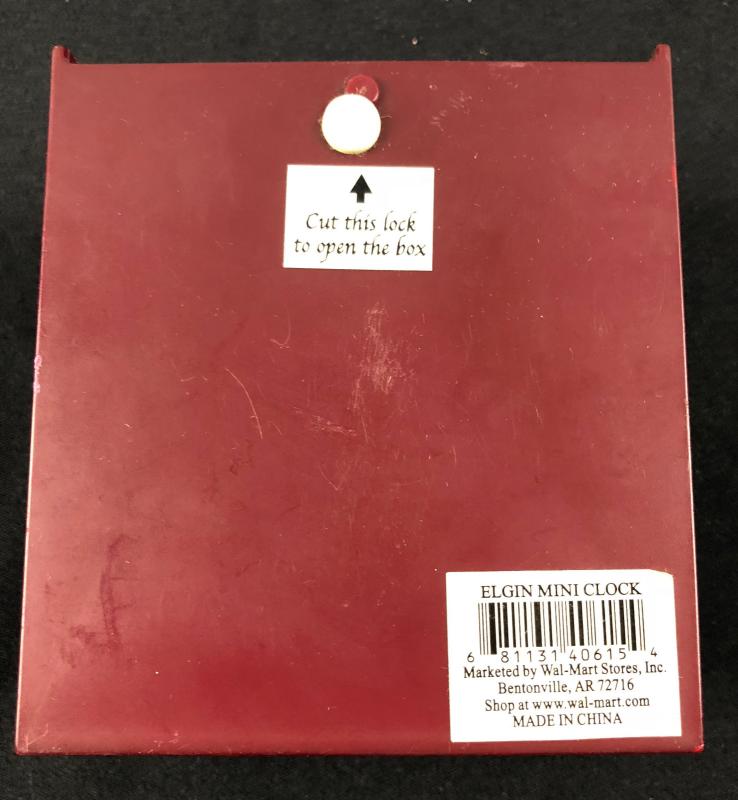 Cut this lock
to open the box
ELGIN MINI CLOCK
6 81131 40615 4
Marketed by Wal-Mart Stores, Inc.
Bentonville, AR 72716
Shop at www.wal-mart.com
MADE IN CHINA